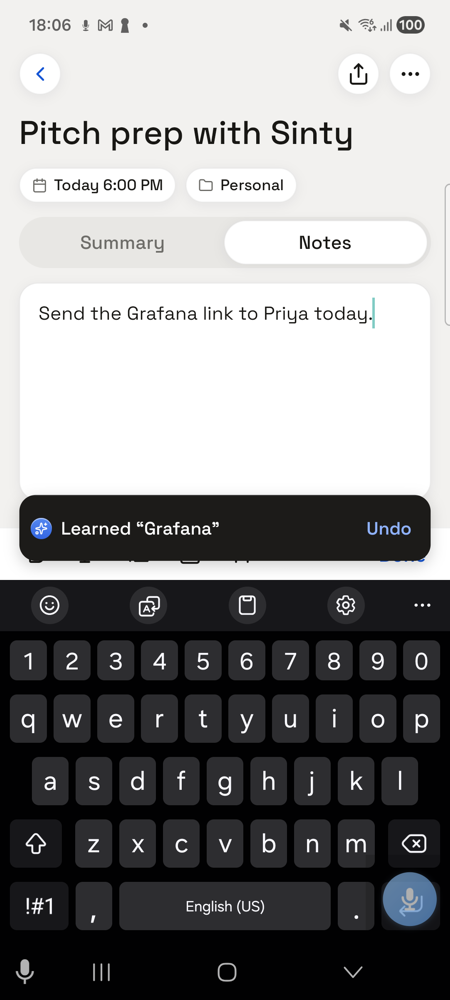 18:06
100
Pitch prep with Sinty
Today 6:00 PM
Personal
Summary
Notes
Send the Grafana link to Priya today.
Learned “Grafana”
Undo
1 2 3 4 5 6 7 8 9 0
q w e r t y u i o p
a s d f g h j k l
z x c v b n m
!#1 , English (US) .